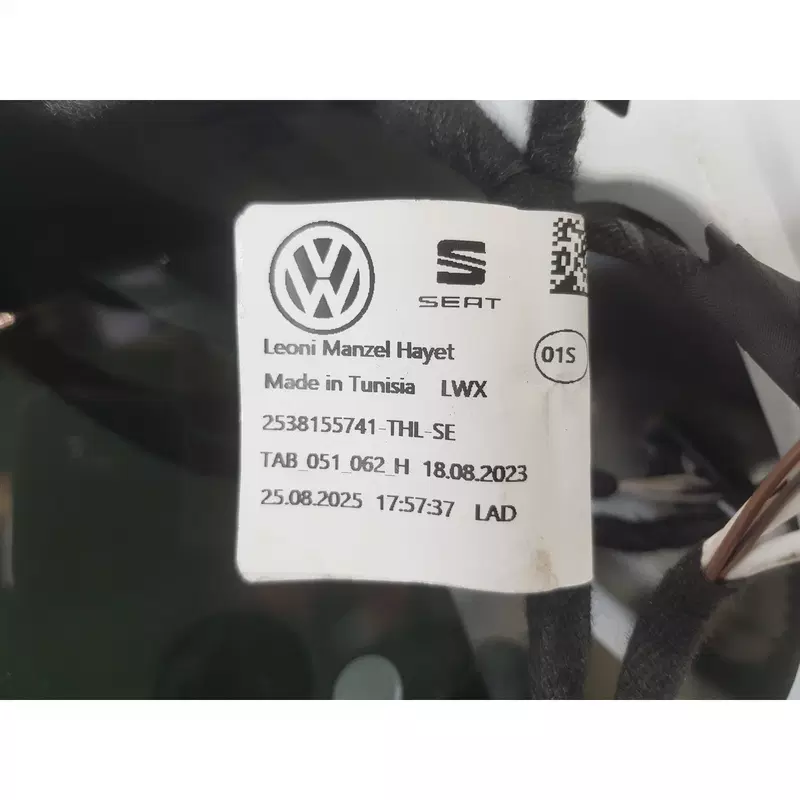 VW
SEAT
Leoni Manzel Hayet
01S
Made in Tunisia LWX
2538155741-THL-SE
TAB_051_062_H 18.08.2023
25.08.2025 17:57:37 LAD